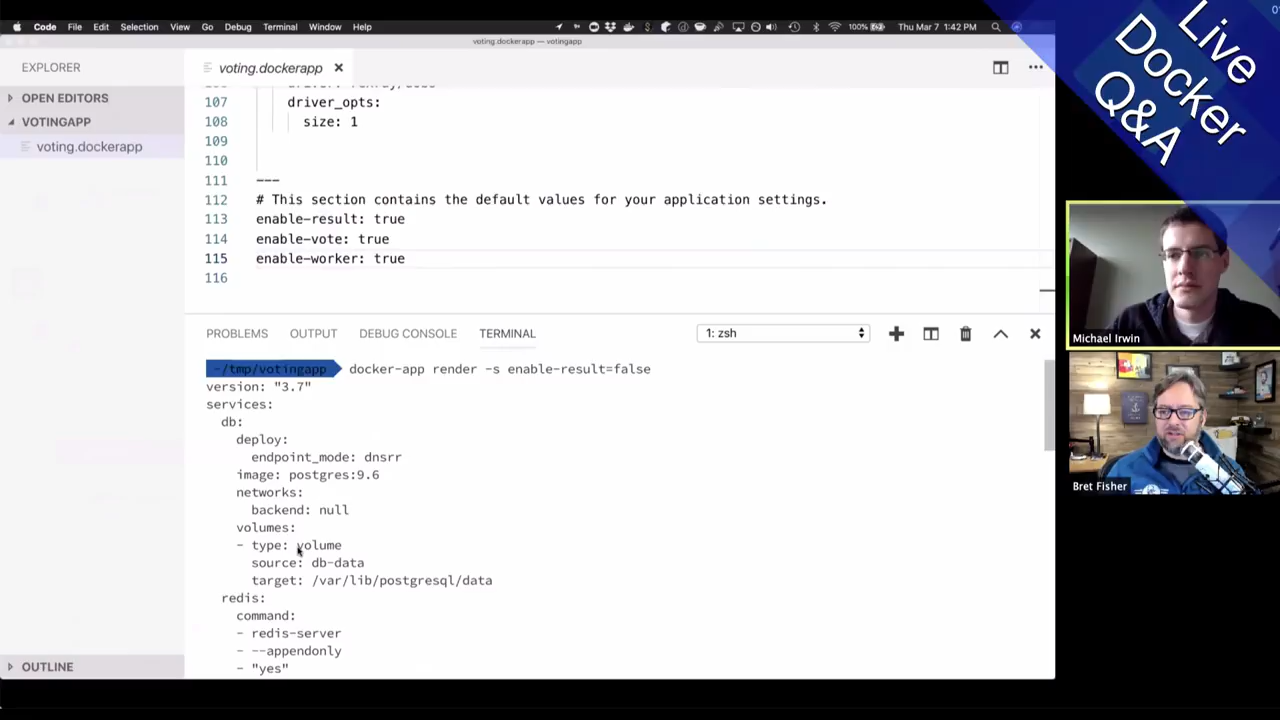 Code File Edit Selection View Go Debug Terminal Window Help
100% Thu Mar 7 1:42 PM
voting.dockerapp — votingapp
EXPLORER
OPEN EDITORS
VOTINGAPP
voting.dockerapp
OUTLINE
voting.dockerapp
107 driver_opts:
108 size: 1
109
110
111 ---
112 # This section contains the default values for your application settings.
113 enable-result: true
114 enable-vote: true
115 enable-worker: true
116
PROBLEMS OUTPUT DEBUG CONSOLE TERMINAL 1: zsh
~/tmp/votingapp docker-app render -s enable-result=false
version: "3.7"
services:
db:
deploy:
endpoint_mode: dnsrr
image: postgres:9.6
networks:
backend: null
volumes:
- type: volume
source: db-data
target: /var/lib/postgresql/data
redis:
command:
- redis-server
- --appendonly
- "yes"
Live
Docker
Q&A
Michael Irwin
Bret Fisher